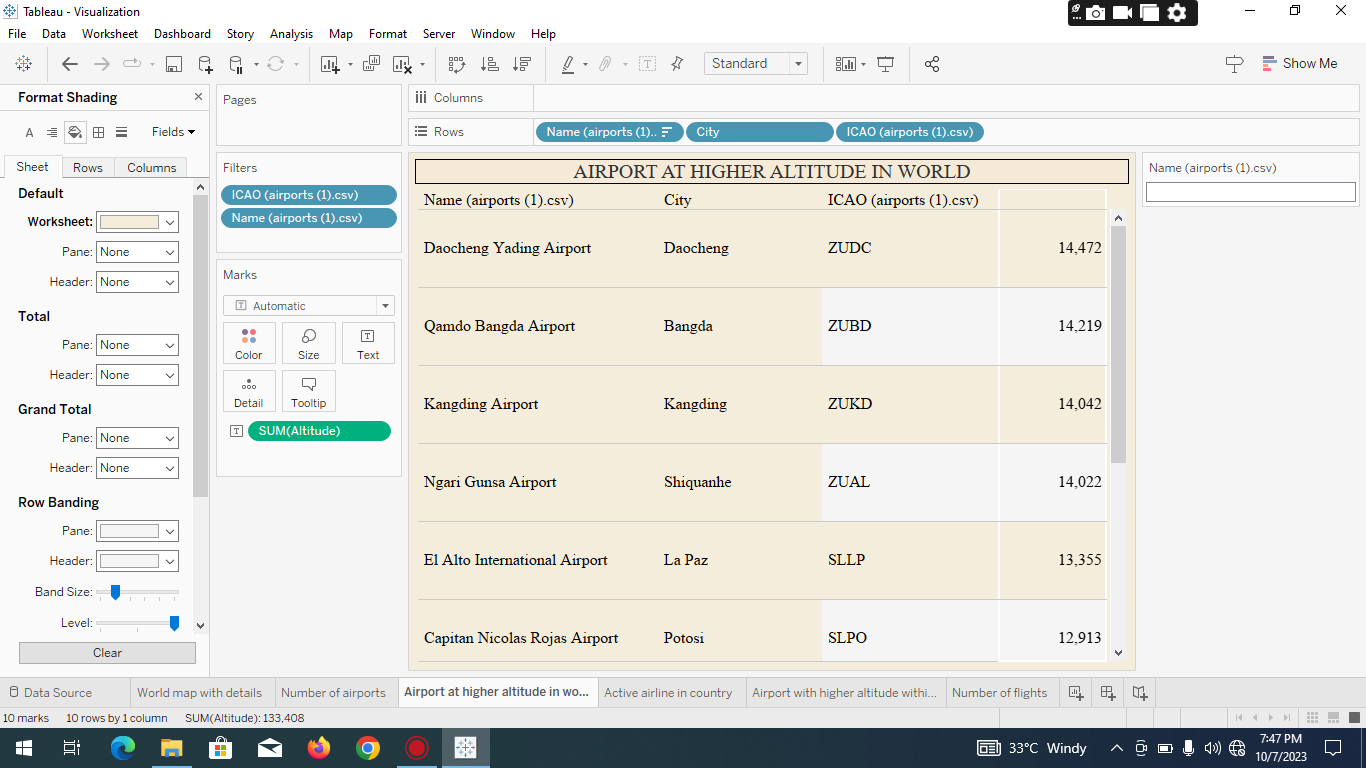 Tableau - Visualization
File Data Worksheet Dashboard Story Analysis Map Format Server Window Help
Standard
Show Me
Format Shading
Fields
Sheet Rows Columns
Default
Worksheet:
Pane: None
Header: None
Total
Pane: None
Header: None
Grand Total
Pane: None
Header: None
Row Banding
Pane:
Header:
Band Size:
Level:
Clear
Pages
Filters
ICAO (airports (1).csv)
Name (airports (1).csv)
Marks
Automatic
Color Size Text
Detail Tooltip
SUM(Altitude)
Columns
Rows Name (airports (1).. City ICAO (airports (1).csv)
AIRPORT AT HIGHER ALTITUDE IN WORLD
Name (airports (1).csv) City ICAO (airports (1).csv)
Daocheng Yading Airport Daocheng ZUDC 14,472
Qamdo Bangda Airport Bangda ZUBD 14,219
Kangding Airport Kangding ZUKD 14,042
Ngari Gunsa Airport Shiquanhe ZUAL 14,022
El Alto International Airport La Paz SLLP 13,355
Capitan Nicolas Rojas Airport Potosi SLPO 12,913
Name (airports (1).csv)
Data Source World map with details Number of airports Airport at higher altitude in wo... Active airline in country Airport with higher altitude withi... Number of flights
10 marks 10 rows by 1 column SUM(Altitude): 133,408
33°C Windy
7:47 PM
10/7/2023